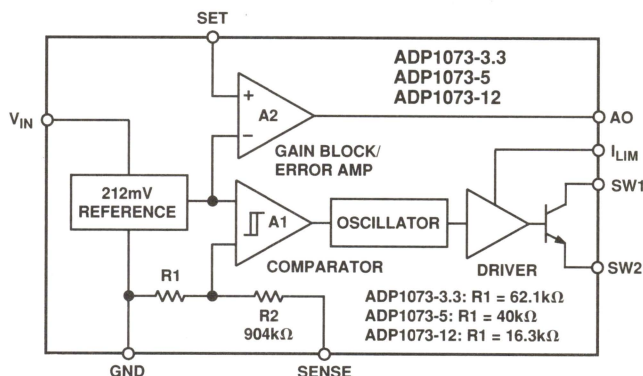 SET
ADP1073-3.3
ADP1073-5
ADP1073-12
VIN
A2
+
−
AO
GAIN BLOCK/
ERROR AMP
ILIM
212mV
REFERENCE
SW1
A1
OSCILLATOR
R1
COMPARATOR
DRIVER
SW2
R2
904kΩ
ADP1073-3.3: R1 = 62.1kΩ
ADP1073-5: R1 = 40kΩ
ADP1073-12: R1 = 16.3kΩ
GND
SENSE